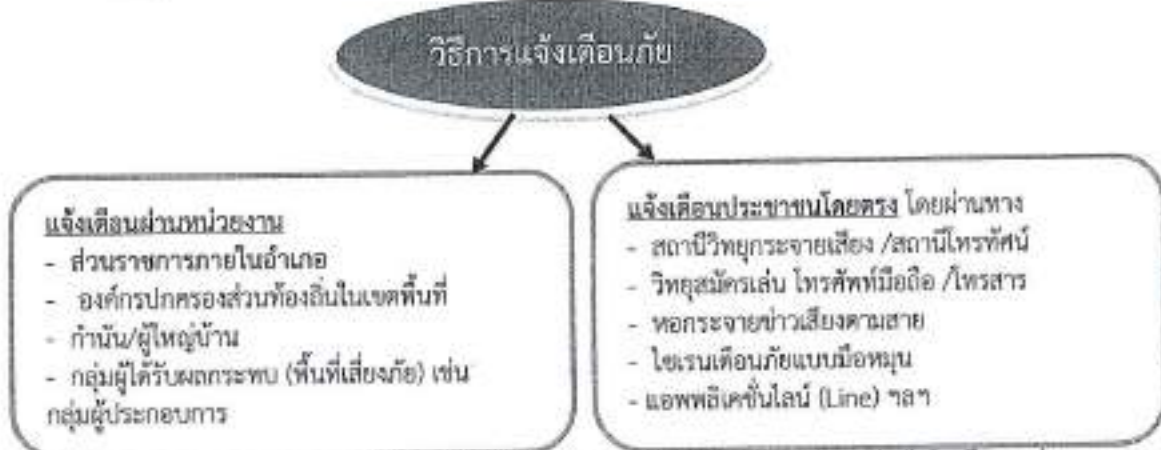 วิธีการแจ้งเตือนภัย
แจ้งเตือนผ่านหน่วยงาน
- ส่วนราชการภายในอำเภอ
- องค์กรปกครองส่วนท้องถิ่นในเขตพื้นที่
- กำนัน/ผู้ใหญ่บ้าน
- กลุ่มผู้ได้รับผลกระทบ (พื้นที่เสี่ยงภัย) เช่น
กลุ่มผู้ประกอบการ
แจ้งเตือนประชาชนโดยตรง โดยผ่านทาง
- สถานีวิทยุกระจายเสียง /สถานีโทรทัศน์
- วิทยุสมัครเล่น โทรศัพท์มือถือ /โทรสาร
- หอกระจายข่าวเสียงตามสาย
- ไซเรนเตือนภัยแบบมือหมุน
- แอพพลิเคชั่นไลน์ (Line) ฯลฯ